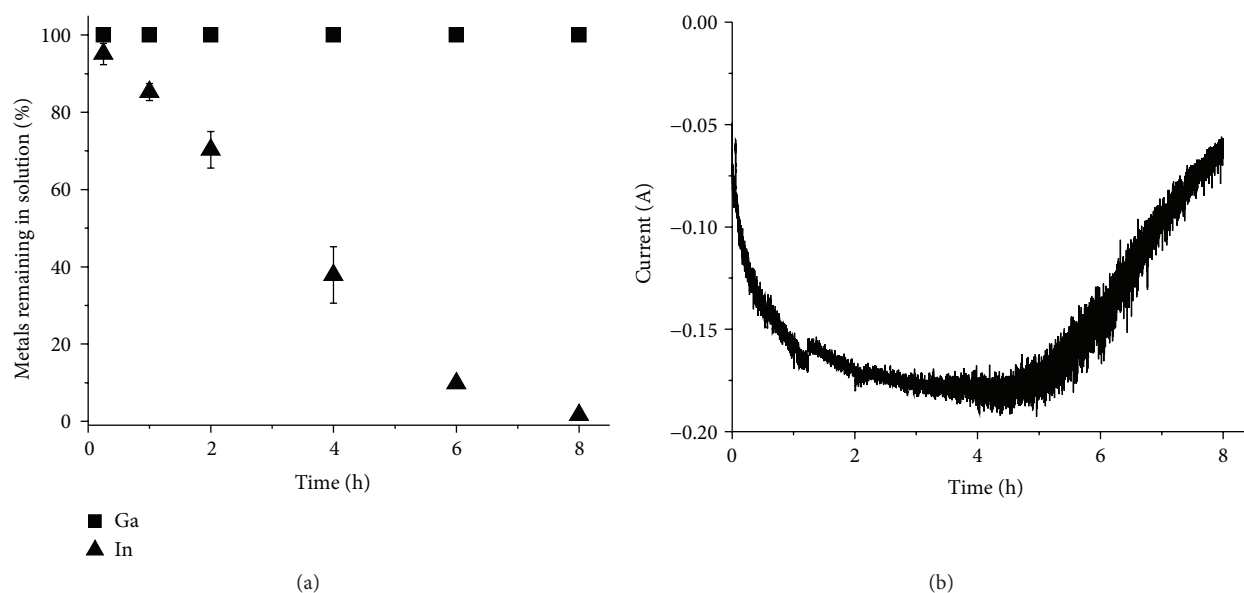 100
80
60
40
20
0
Metals remaining in solution (%)
0 2 4 6 8
Time (h)
Ga
In
(a)
0.00
−0.05
−0.10
−0.15
−0.20
Current (A)
0 2 4 6 8
Time (h)
(b)